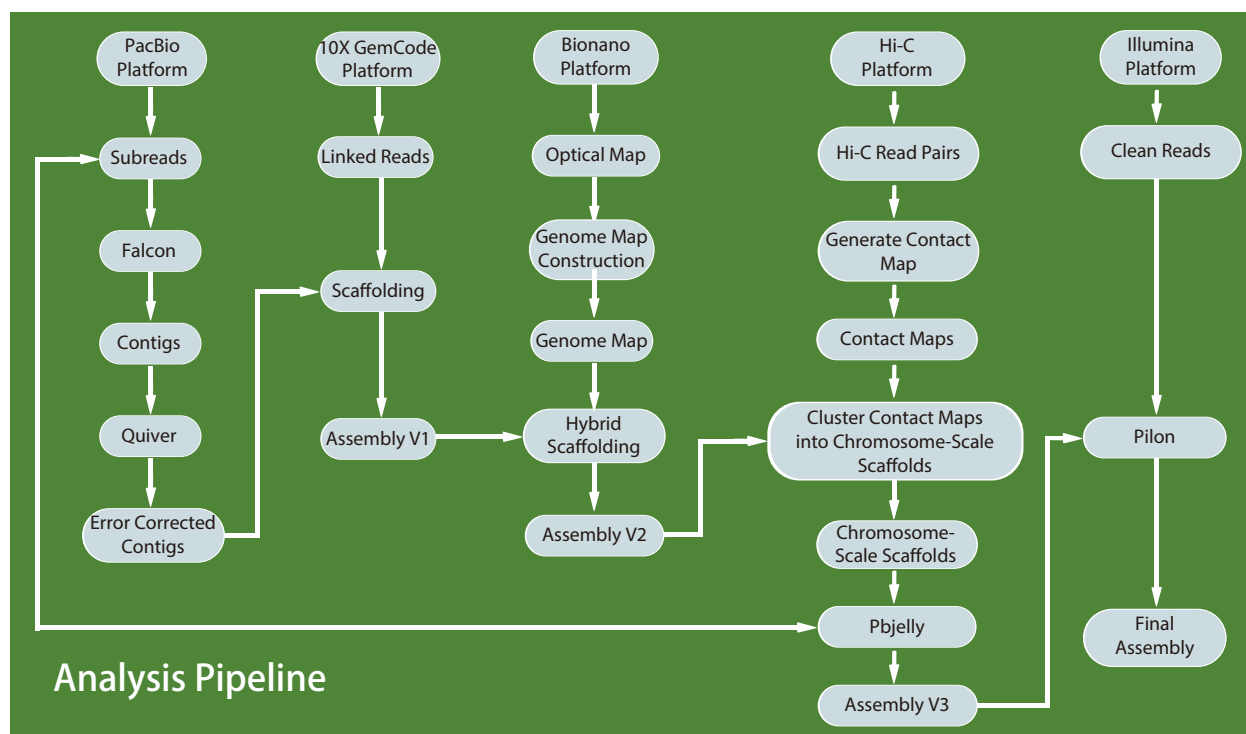 PacBio
Platform
Subreads
Falcon
Contigs
Quiver
Error Corrected
Contigs
10X GemCode
Platform
Linked Reads
Scaffolding
Assembly V1
Bionano
Platform
Optical Map
Genome Map
Construction
Genome Map
Hybrid
Scaffolding
Assembly V2
Hi-C
Platform
Hi-C Read Pairs
Generate Contact
Map
Contact Maps
Cluster Contact Maps
into Chromosome-Scale
Scaffolds
Chromosome-
Scale Scaffolds
Pbjelly
Assembly V3
Illumina
Platform
Clean Reads
Pilon
Final
Assembly
Analysis Pipeline